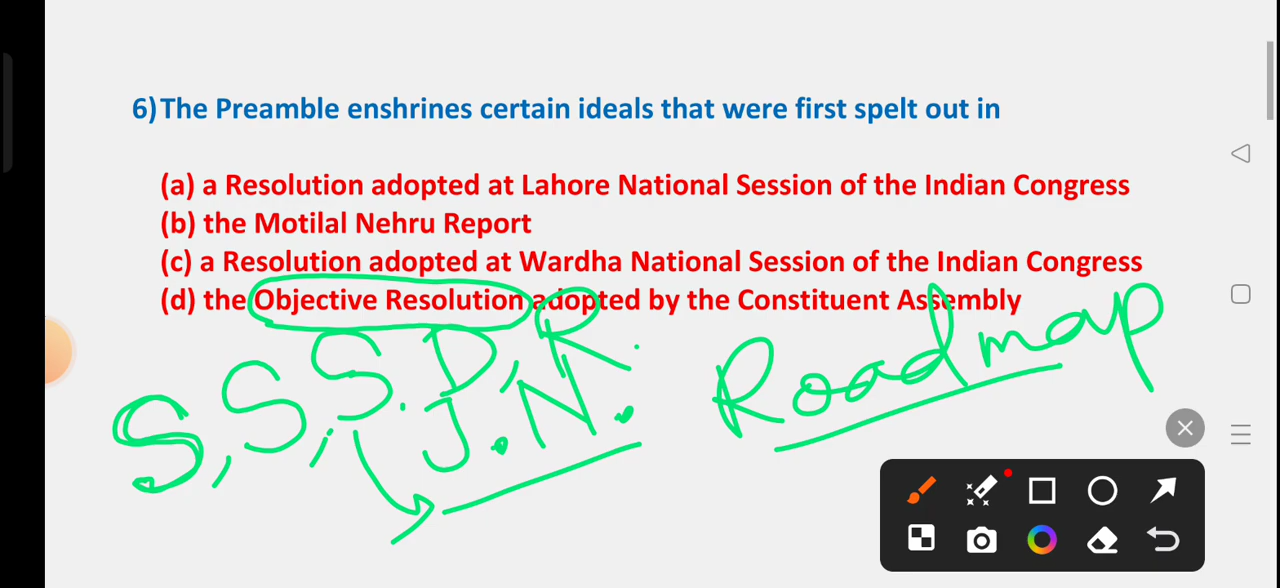 6)The Preamble enshrines certain ideals that were first spelt out in
(a) a Resolution adopted at Lahore National Session of the Indian Congress
(b) the Motilal Nehru Report
(c) a Resolution adopted at Wardha National Session of the Indian Congress
(d) the Objective Resolution adopted by the Constituent Assembly
S, S, S. D, R.
J. N.
Roadmap